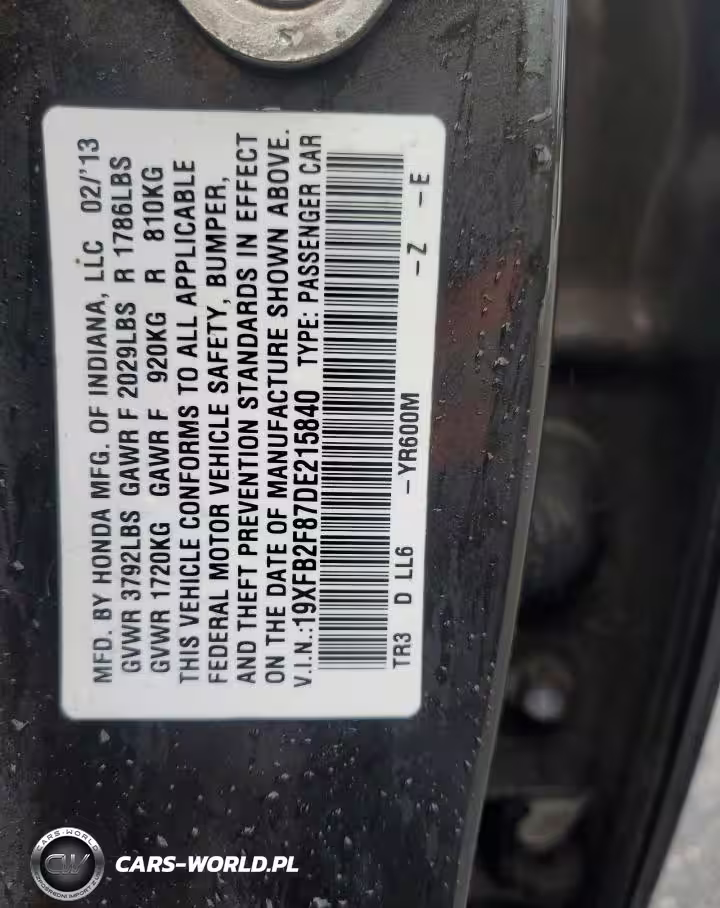 MFD. BY HONDA MFG. OF INDIANA, LLC 02/'13
GVWR 3792LBS GAWR F 2029LBS R 1786LBS
GVWR 1720KG GAWR F 920KG R 810KG
THIS VEHICLE CONFORMS TO ALL APPLICABLE
FEDERAL MOTOR VEHICLE SAFETY, BUMPER,
AND THEFT PREVENTION STANDARDS IN EFFECT
ON THE DATE OF MANUFACTURE SHOWN ABOVE.
V.I.N.:19XFB2F87DE215840 TYPE: PASSENGER CAR
TR3 D LL6 -YR600M -Z -E
CARS-WORLD
CARS-WORLD.PL